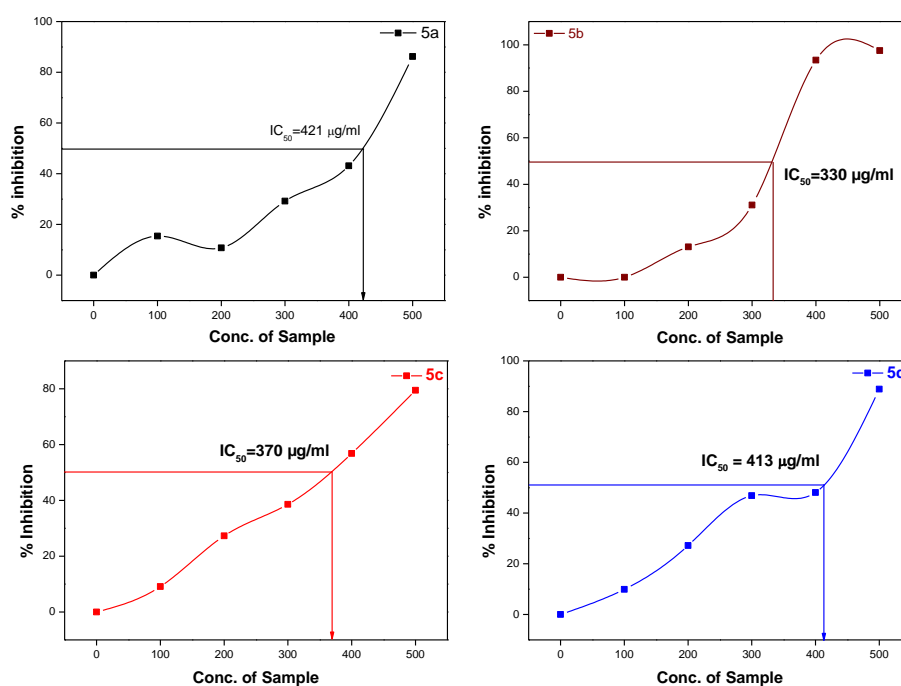 5a
IC50=421 µg/ml
% inhibition
100
80
60
40
20
0
0 100 200 300 400 500
Conc. of Sample
5b
IC50=330 µg/ml
% inhibition
100
80
60
40
20
0
0 100 200 300 400 500
Conc. of Sample
5c
IC50=370 µg/ml
% Inhibition
80
60
40
20
0
0 100 200 300 400 500
Conc. of Sample
5d
IC50 = 413 µg/ml
% Inhibition
100
80
60
40
20
0
0 100 200 300 400 500
Conc. of Sample